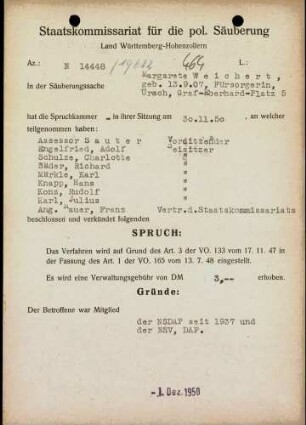 Staatskommissariat für die pol. Säuberung
Land Württemberg-Hohenzollern
Az.: N 14448 464 L:
Margarete Weichert,
In der Säuberungssache geb. 13.9.07, Fürsorgerin,
Urach, Graf-Eberhard-Platz 5
hat die Spruchkammer - in ihrer Sitzung am 30.11.50 , an welcher
teilgenommen haben:
Assessor Sauter Vorsitzender
Engelfried, Adolf Beisitzer
Schulze, Charlotte "
Bäder, Richard "
Märkle, Karl "
Knapp, Hans "
Kons, Rudolf "
Karl, Julius "
Ang. Auer, Franz Vertr.d.Staatskommissariats
beschlossen und verkündet folgenden
SPRUCH:
Das Verfahren wird auf Grund des Art. 3 der VO. 133 vom 17. 11. 47 in
der Fassung des Art. 1 der VO. 165 vom 13. 7. 48 eingestellt.
Es wird eine Verwaltungsgebühr von DM 3,-- erhoben.
Gründe:
Der Betroffene war Mitglied
der NSDAP seit 1937 und
der NSV, DAF.
-1. Dez. 1950